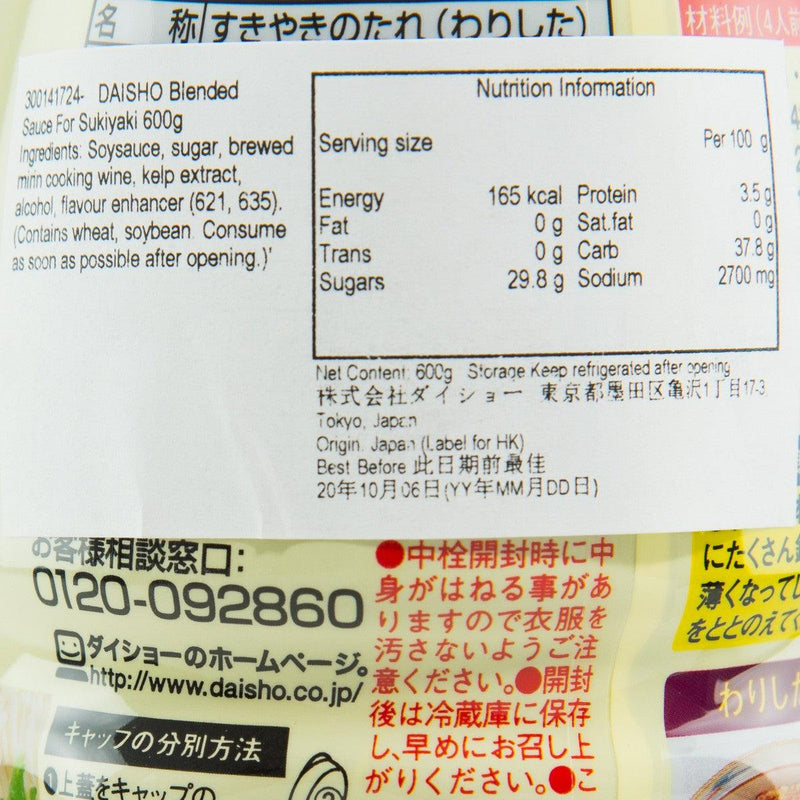 名 称 すきやきのたれ(わりした)
材料例(4人前
300141724- DAISHO Blended
Sauce For Sukiyaki 600g
Ingredients: Soysauce, sugar, brewed
mirin cooking wine, kelp extract,
alcohol, flavour enhancer (621, 635).
(Contains wheat, soybean. Consume
as soon as possible after opening.)'
Nutrition Information
Serving size Per 100 g
Energy 165 kcal Protein 3.5 g
Fat 0 g Sat.fat 0 g
Trans 0 g Carb 37.8 g
Sugars 29.8 g Sodium 2700 mg
Net Content: 600g Storage Keep refrigerated after opening
株式会社ダイショー 東京都墨田区亀沢1丁目17-3
Tokyo, Japan
Origin: Japan (Label for HK)
Best Before 此日期前最佳
20年10月06日(YY年MM月DD日)
お客様相談窓口:
0120-092860
ダイショーのホームページ。
http://www.daisho.co.jp/
キャップの分別方法
❶上蓋をキャップの
●中栓開封時に中
身がはねる事があ
りますので衣服を
汚さないようご注
意ください。●開封
後は冷蔵庫に保存
し、早めにお召し上
がりください。●こ
にたくさん
薄くなって
をととのえて
わりした